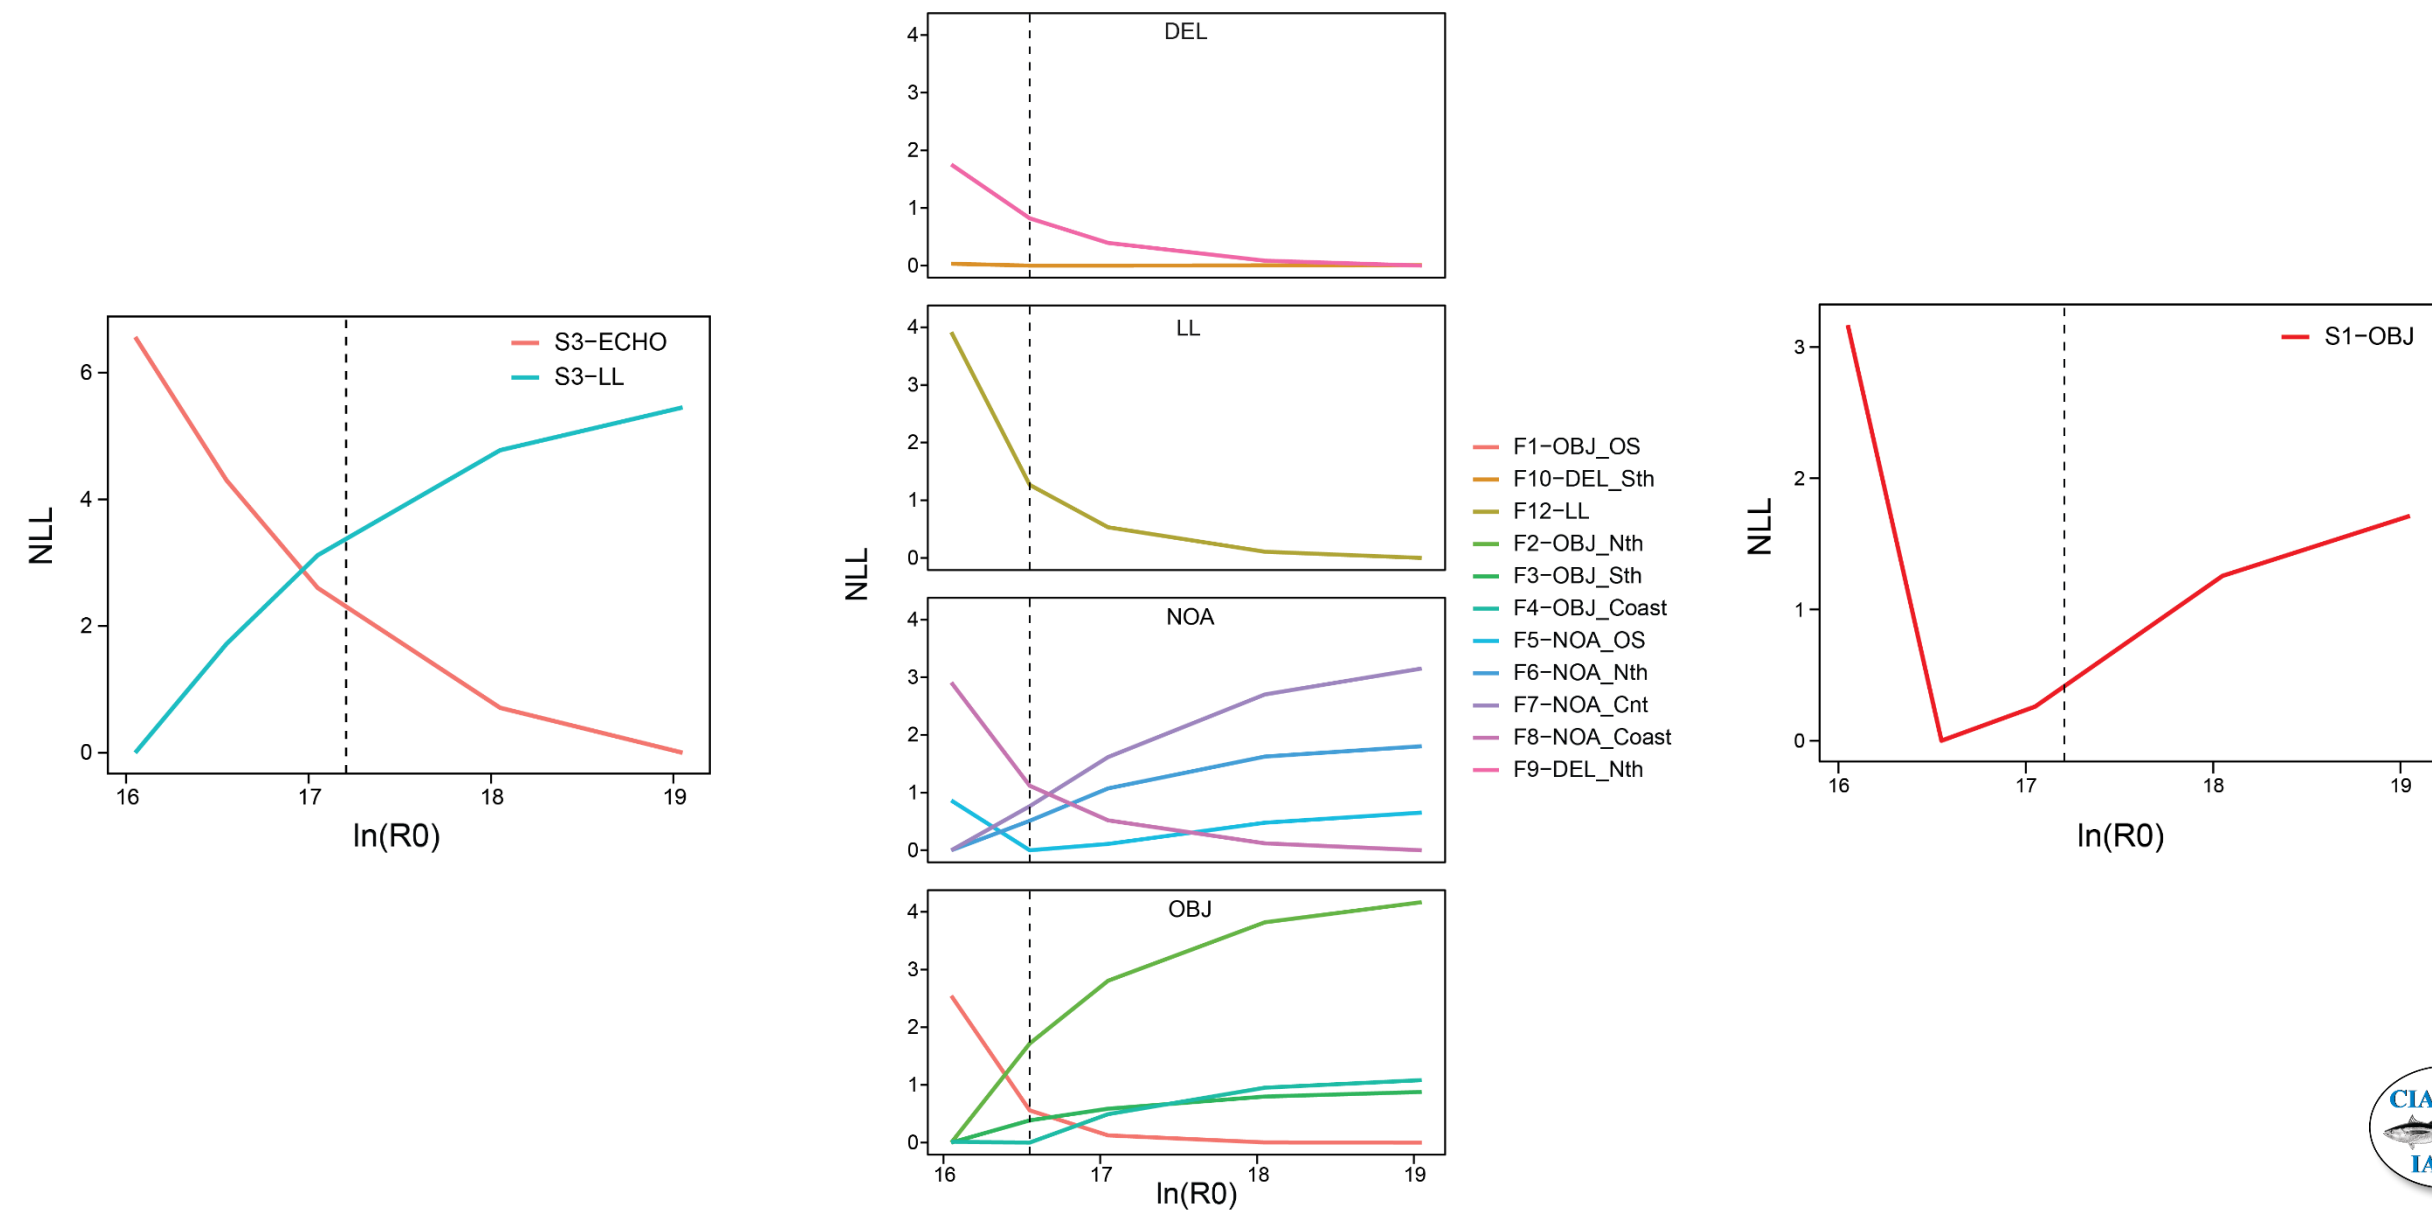 NLL
6
4
2
0
S3−ECHO
S3−LL
16 17 18 19
ln(R0)
NLL
DEL
4
3
2
1
0
LL
4
3
2
1
0
NOA
4
3
2
1
0
OBJ
4
3
2
1
0
16 17 18 19
ln(R0)
F1−OBJ_OS
F10−DEL_Sth
F12−LL
F2−OBJ_Nth
F3−OBJ_Sth
F4−OBJ_Coast
F5−NOA_OS
F6−NOA_Nth
F7−NOA_Cnt
F8−NOA_Coast
F9−DEL_Nth
NLL
3
2
1
0
S1−OBJ
16 17 18 19
ln(R0)
CIA